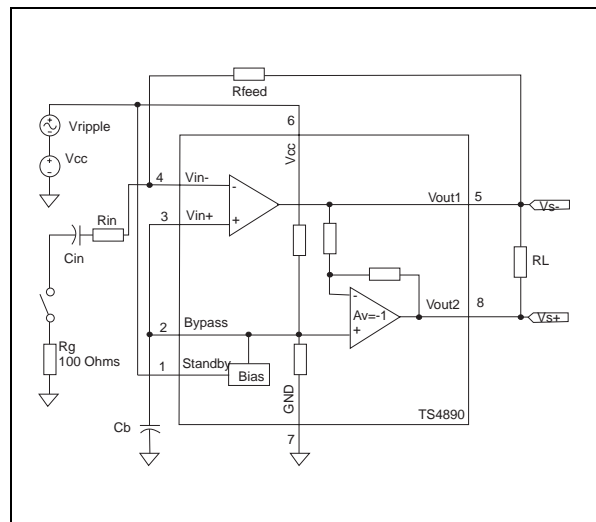 Rfeed
6
Vripple
Vcc
Vcc
4
Vin-
-
Vout1
5
Vs-
Rin
3
Vin+
+
Cin
RL
-
Vout2
8
Av=-1
Vs+
2
Bypass
+
Rg
100 Ohms
1
Standby
Bias
GND
TS4890
Cb
7